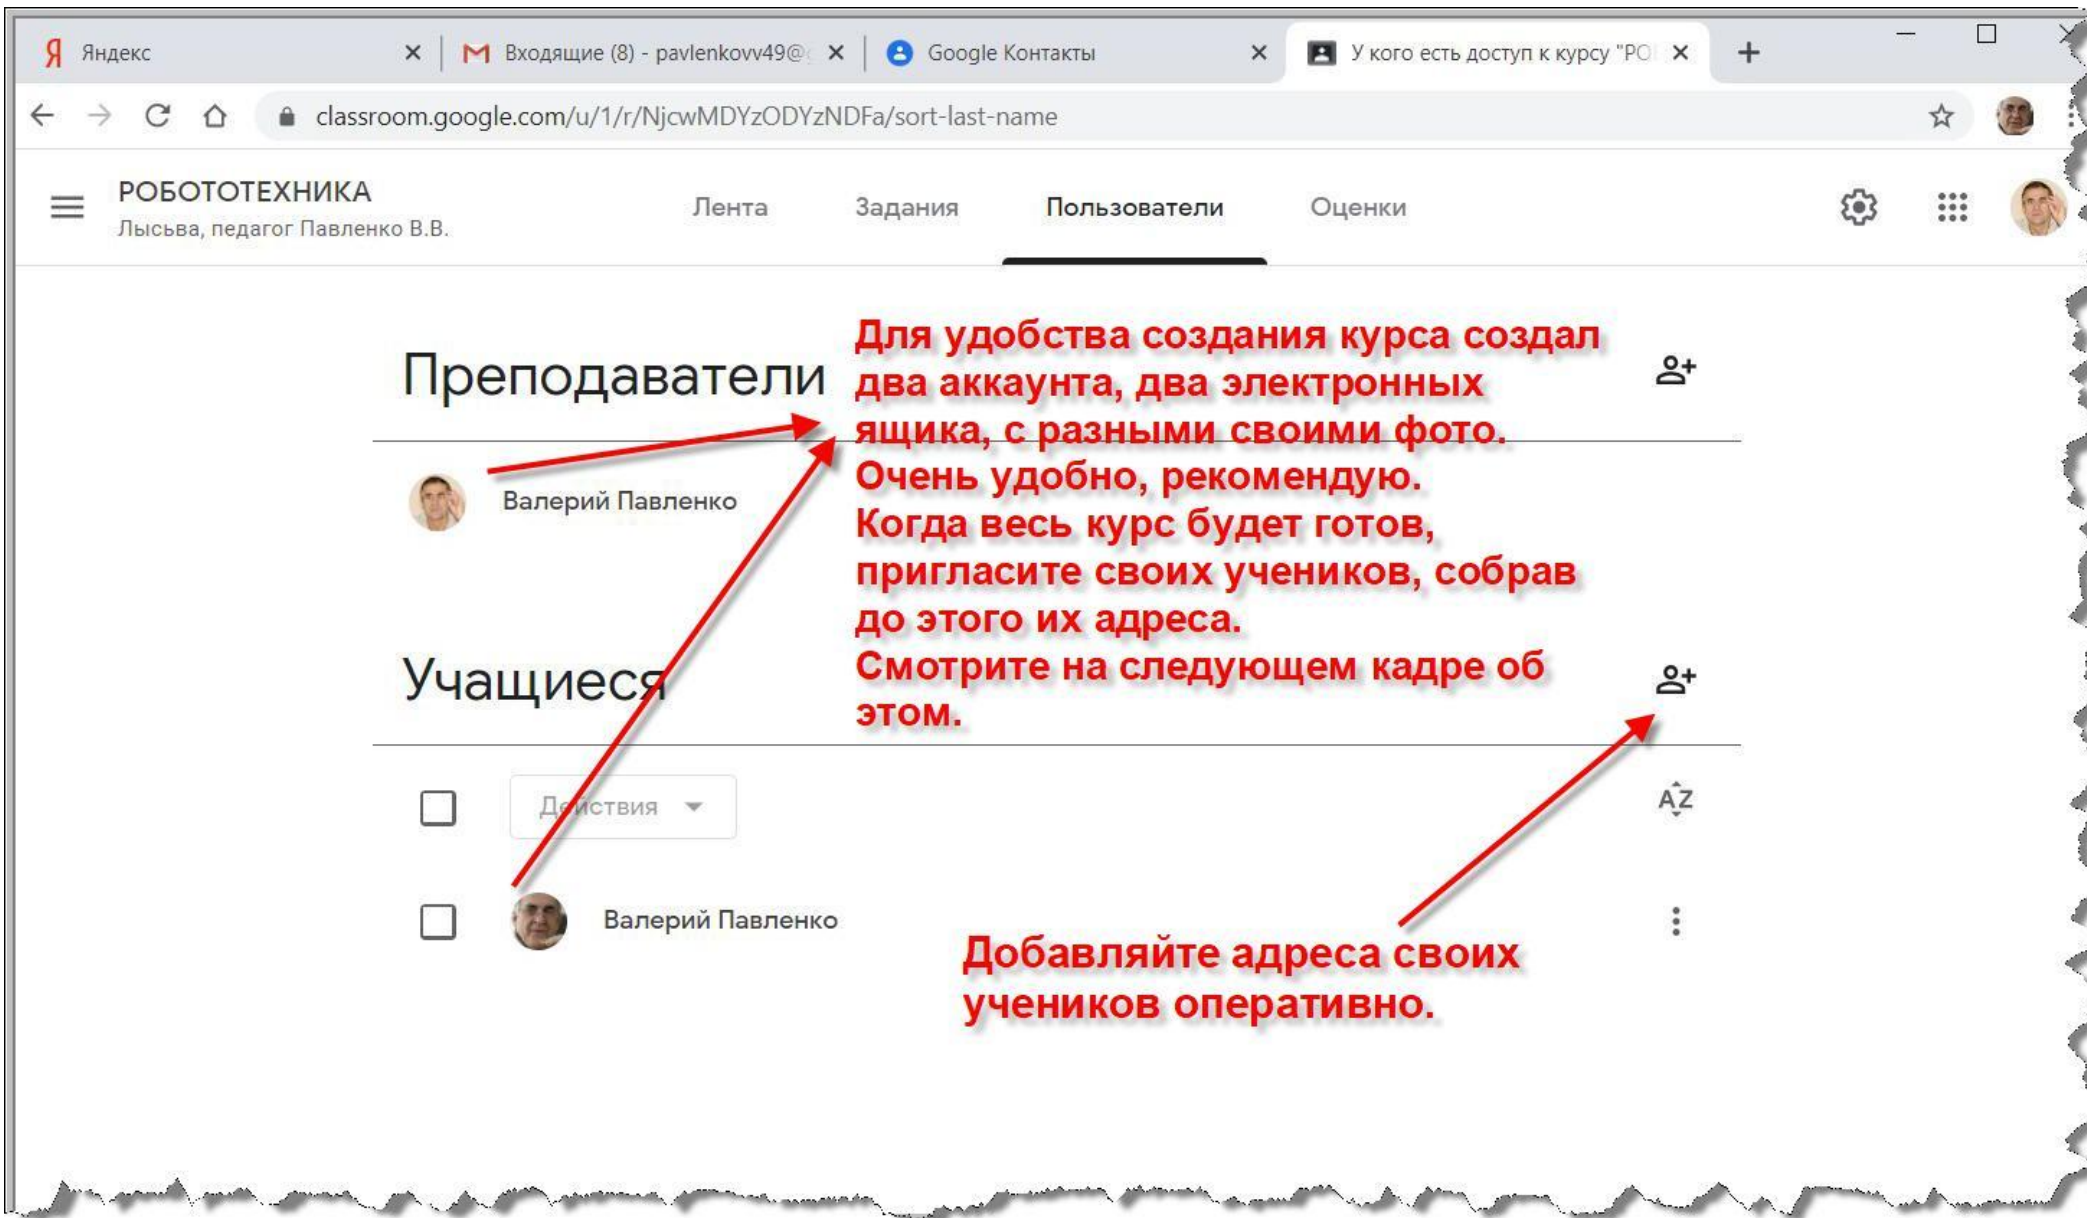 Яндекс
Входящие (8) - pavlenkovv49@
Google Контакты
У кого есть доступ к курсу "РО
classroom.google.com/u/1/r/NjcwMDYzODYzNDFa/sort-last-name
РОБОТОТЕХНИКА
Лысьва, педагог Павленко В.В.
Лента
Задания
Пользователи
Оценки
Преподаватели
Для удобства создания курса создал
два аккаунта, два электронных
ящика, с разными своими фото.
Очень удобно, рекомендую.
Когда весь курс будет готов,
пригласите своих учеников, собрав
до этого их адреса.
Смотрите на следующем кадре об
этом.
Валерий Павленко
Учащиеся
Действия
AZ
Валерий Павленко
Добавляйте адреса своих
учеников оперативно.